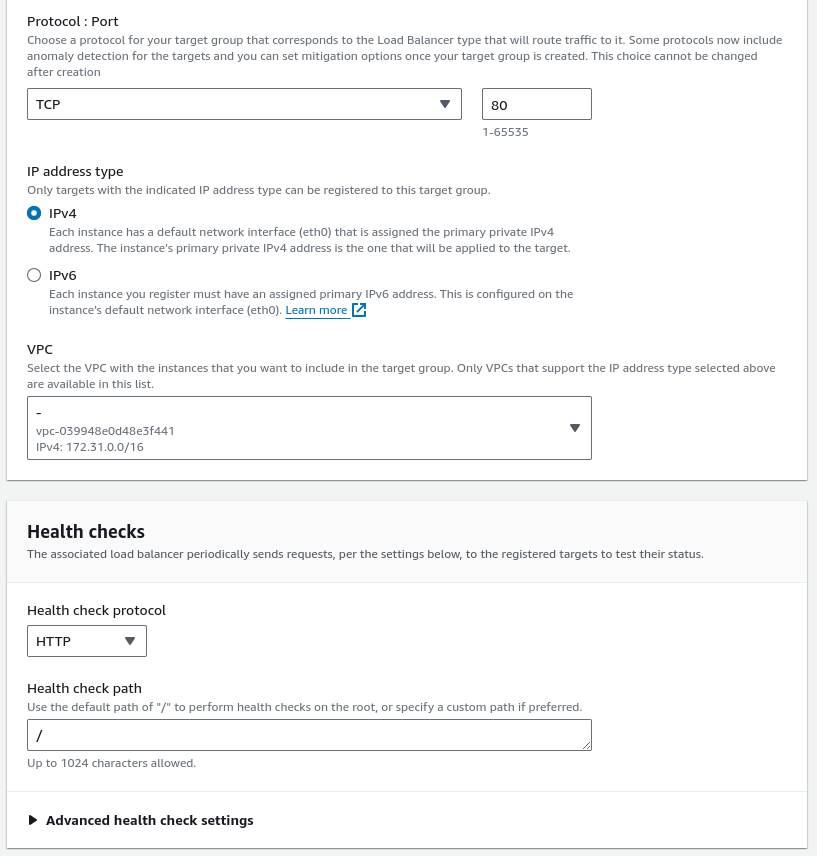 Protocol : Port
Choose a protocol for your target group that corresponds to the Load Balancer type that will route traffic to it. Some protocols now include
anomaly detection for the targets and you can set mitigation options once your target group is created. This choice cannot be changed
after creation
TCP
80
1-65535
IP address type
Only targets with the indicated IP address type can be registered to this target group.
IPv4
Each instance has a default network interface (eth0) that is assigned the primary private IPv4
address. The instance's primary private IPv4 address is the one that will be applied to the target.
IPv6
Each instance you register must have an assigned primary IPv6 address. This is configured on the
instance's default network interface (eth0). Learn more
VPC
Select the VPC with the instances that you want to include in the target group. Only VPCs that support the IP address type selected above
are available in this list.
-
vpc-039948e0d48e3f441
IPv4: 172.31.0.0/16
Health checks
The associated load balancer periodically sends requests, per the settings below, to the registered targets to test their status.
Health check protocol
HTTP
Health check path
Use the default path of "/" to perform health checks on the root, or specify a custom path if preferred.
/
Up to 1024 characters allowed.
Advanced health check settings